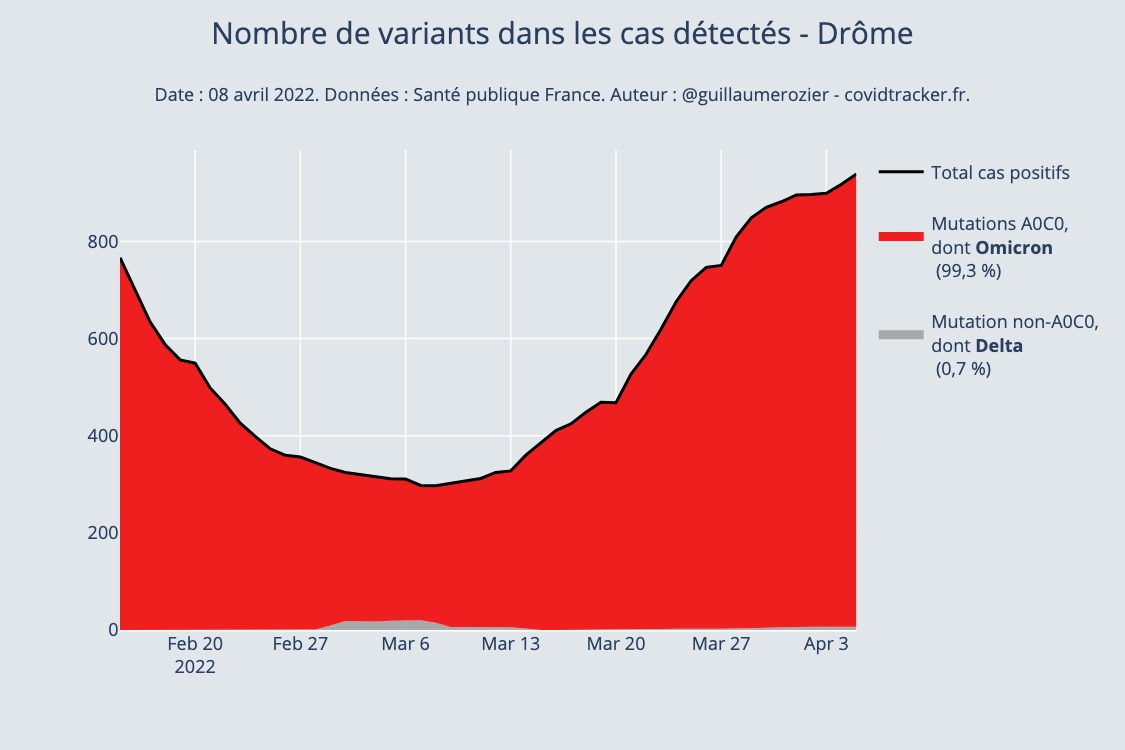 Nombre de variants dans les cas détectés - Drôme
Date : 08 avril 2022. Données : Santé publique France. Auteur : @guillaumerozier - covidtracker.fr.
Total cas positifs
Mutations A0C0,
dont Omicron
(99,3 %)
Mutation non-A0C0,
dont Delta
(0,7 %)
800
600
400
200
0
Feb 20
2022
Feb 27
Mar 6
Mar 13
Mar 20
Mar 27
Apr 3